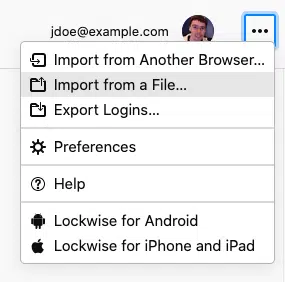 jdoe@example.com
Import from Another Browser...
Import from a File...
Export Logins...
Preferences
Help
Lockwise for Android
Lockwise for iPhone and iPad